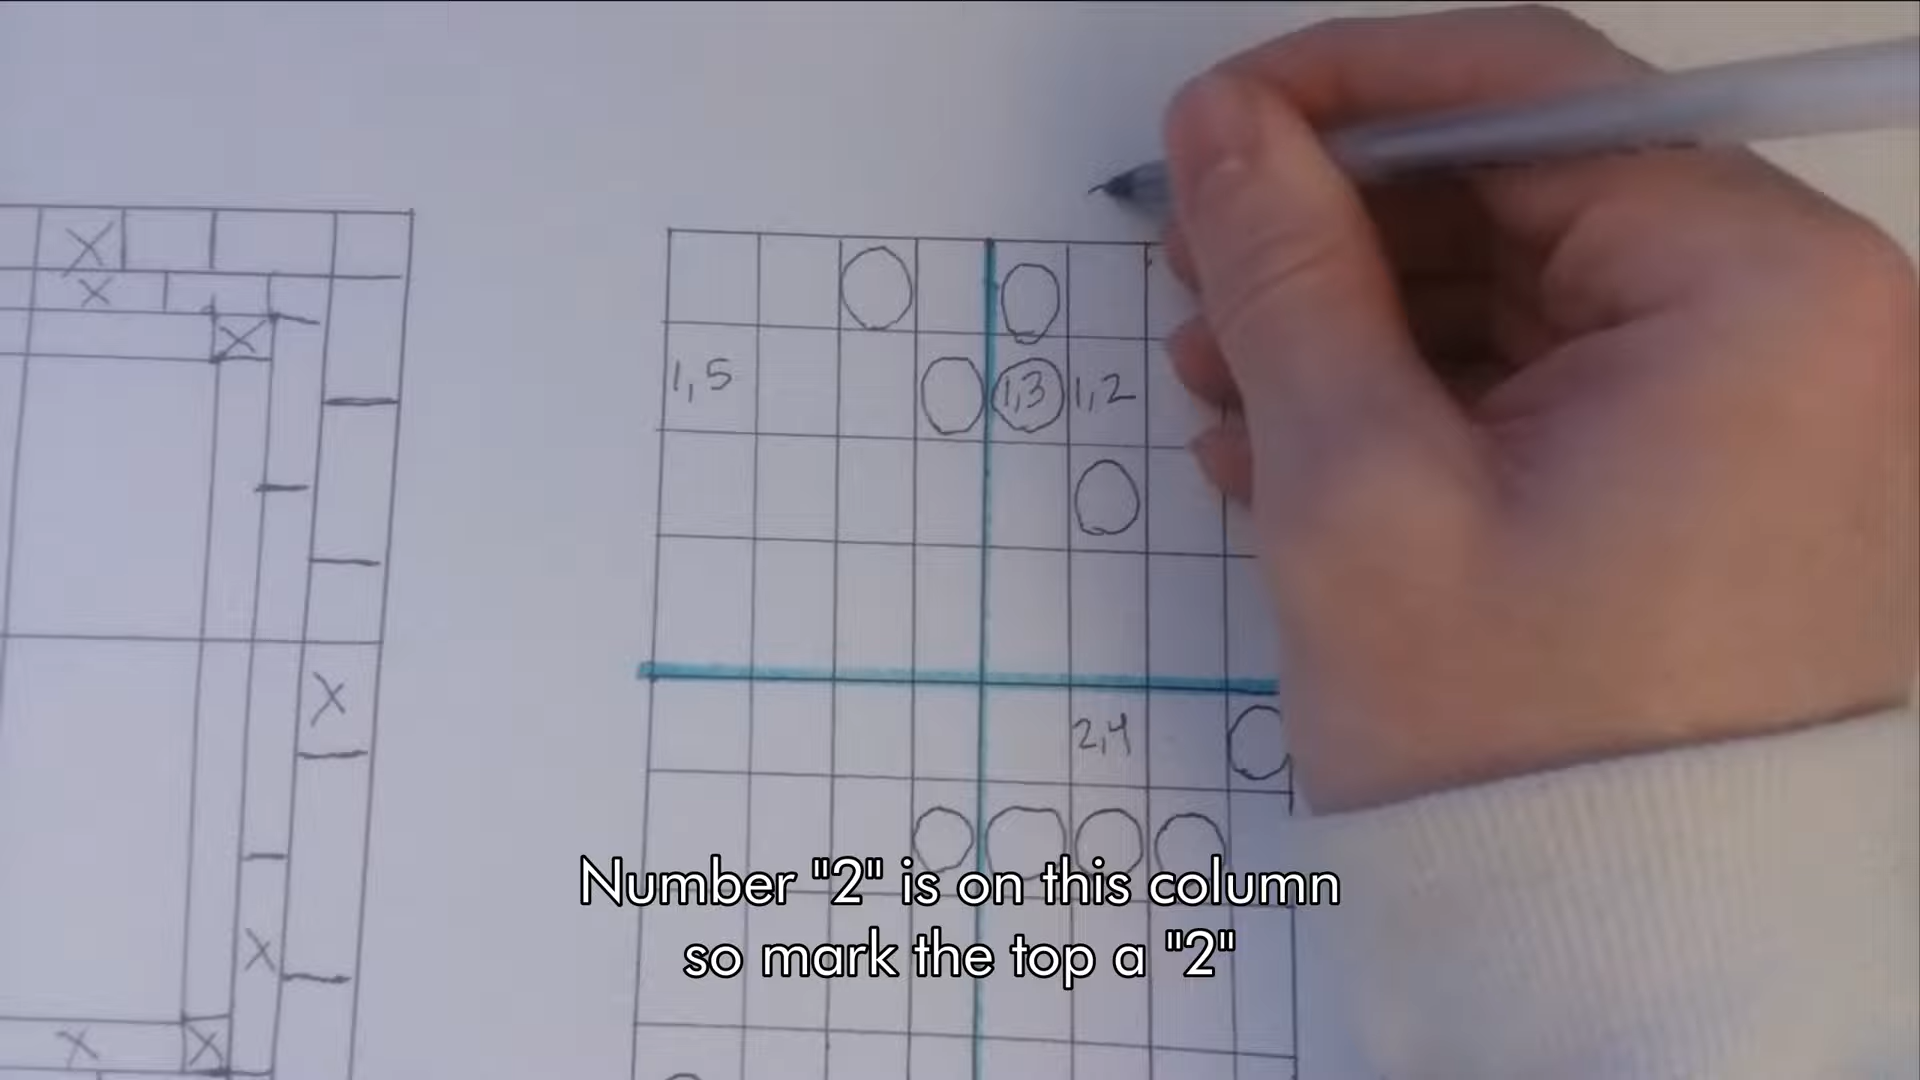 1,5 1,3 1,2
2,4
Number "2" is on this column
so mark the top a "2"